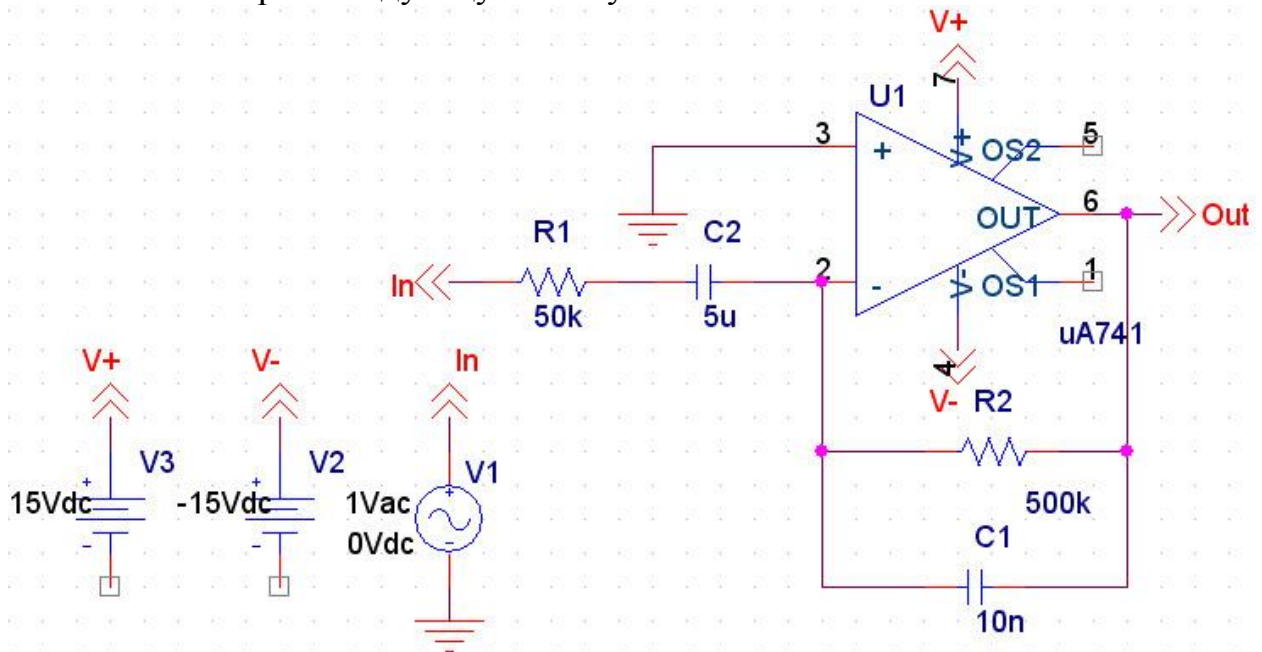 V+
7
U1
3
+
V+
OS2
5
OUT
6
Out
R1
C2
In
50k
5u
2
-
V-
OS1
1
uA741
4
V-
R2
500k
C1
10n
V+
V-
In
V3
V2
V1
+
+
+
15Vdc
-15Vdc
1Vac
0Vdc
-
-
-